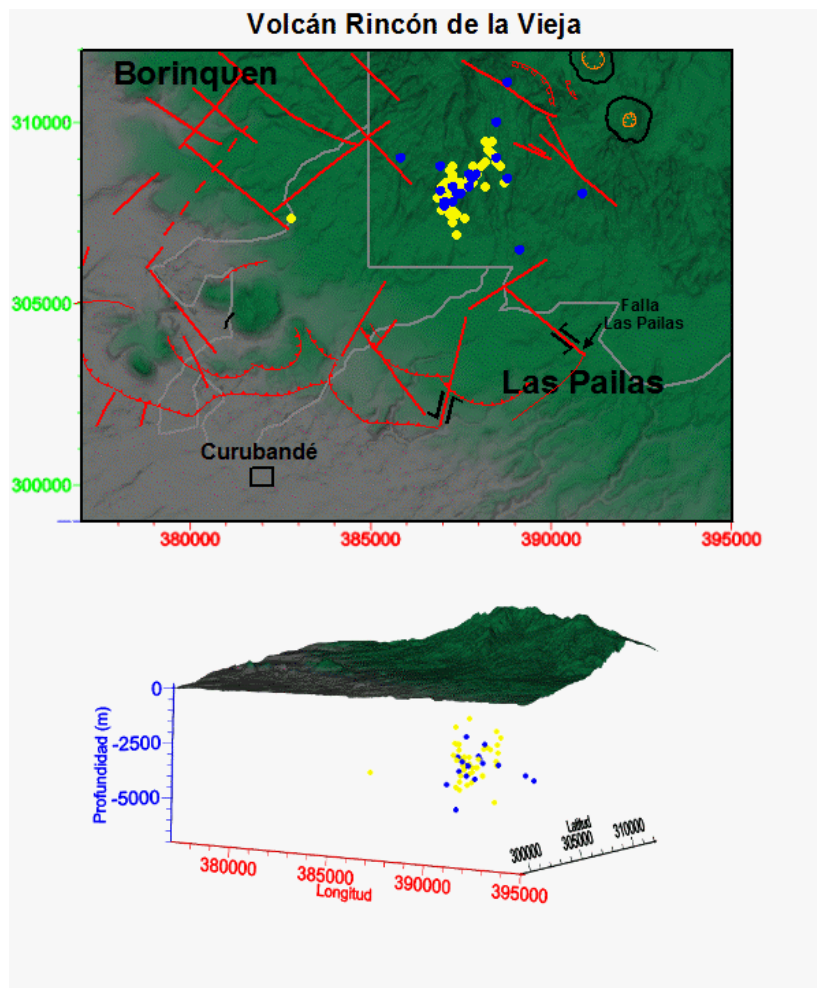 Volcán Rincón de la Vieja
Borinquen
310000
305000
Falla
Las Pailas
Las Pailas
Curubandé
300000
380000
385000
390000
395000
0
-2500
-5000
Profundidad (m)
380000
385000
390000
395000
Longitud
300000
305000
310000
Latitud